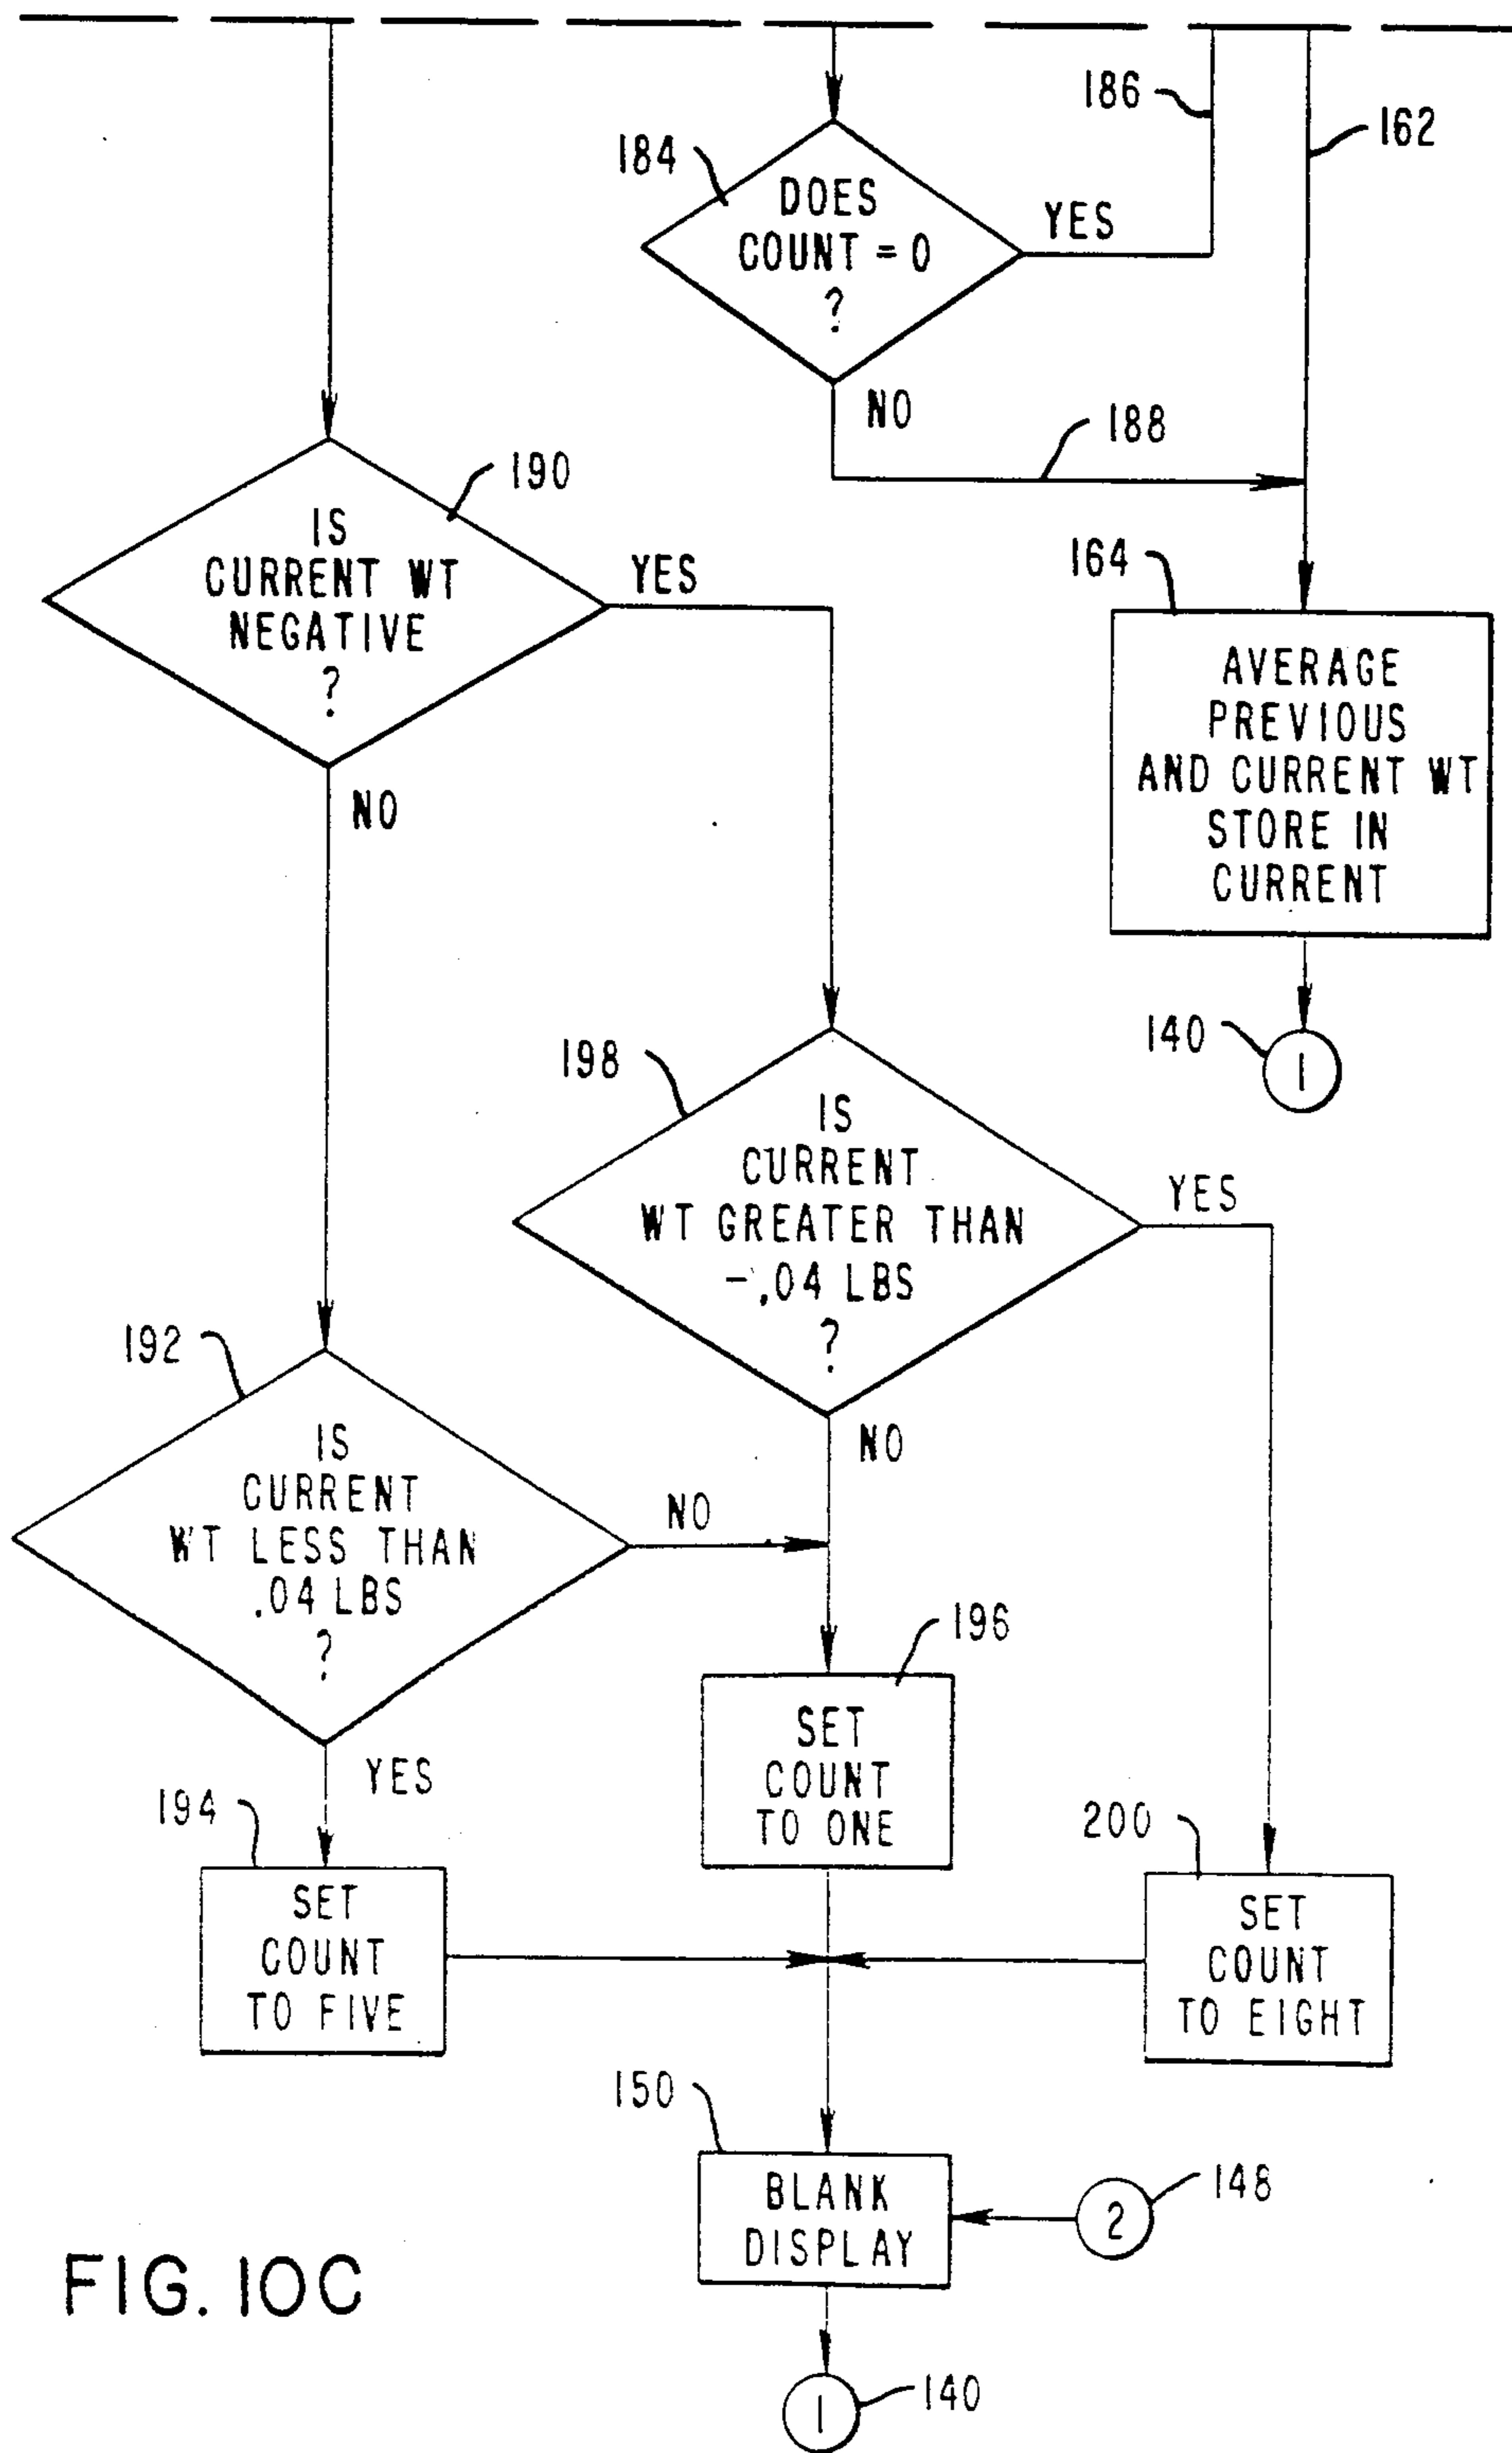 186
162
184
DOES
COUNT = 0
?
YES
NO
188
190
IS
CURRENT WT
NEGATIVE
?
YES
NO
164
AVERAGE
PREVIOUS
AND CURRENT WT
STORE IN
CURRENT
140
1
198
IS
CURRENT
WT GREATER THAN
-.04 LBS
?
YES
NO
192
IS
CURRENT
WT LESS THAN
.04 LBS
?
NO
YES
196
SET
COUNT
TO ONE
194
SET
COUNT
TO FIVE
200
SET
COUNT
TO EIGHT
150
BLANK
DISPLAY
2
148
1
140
FIG. 10C